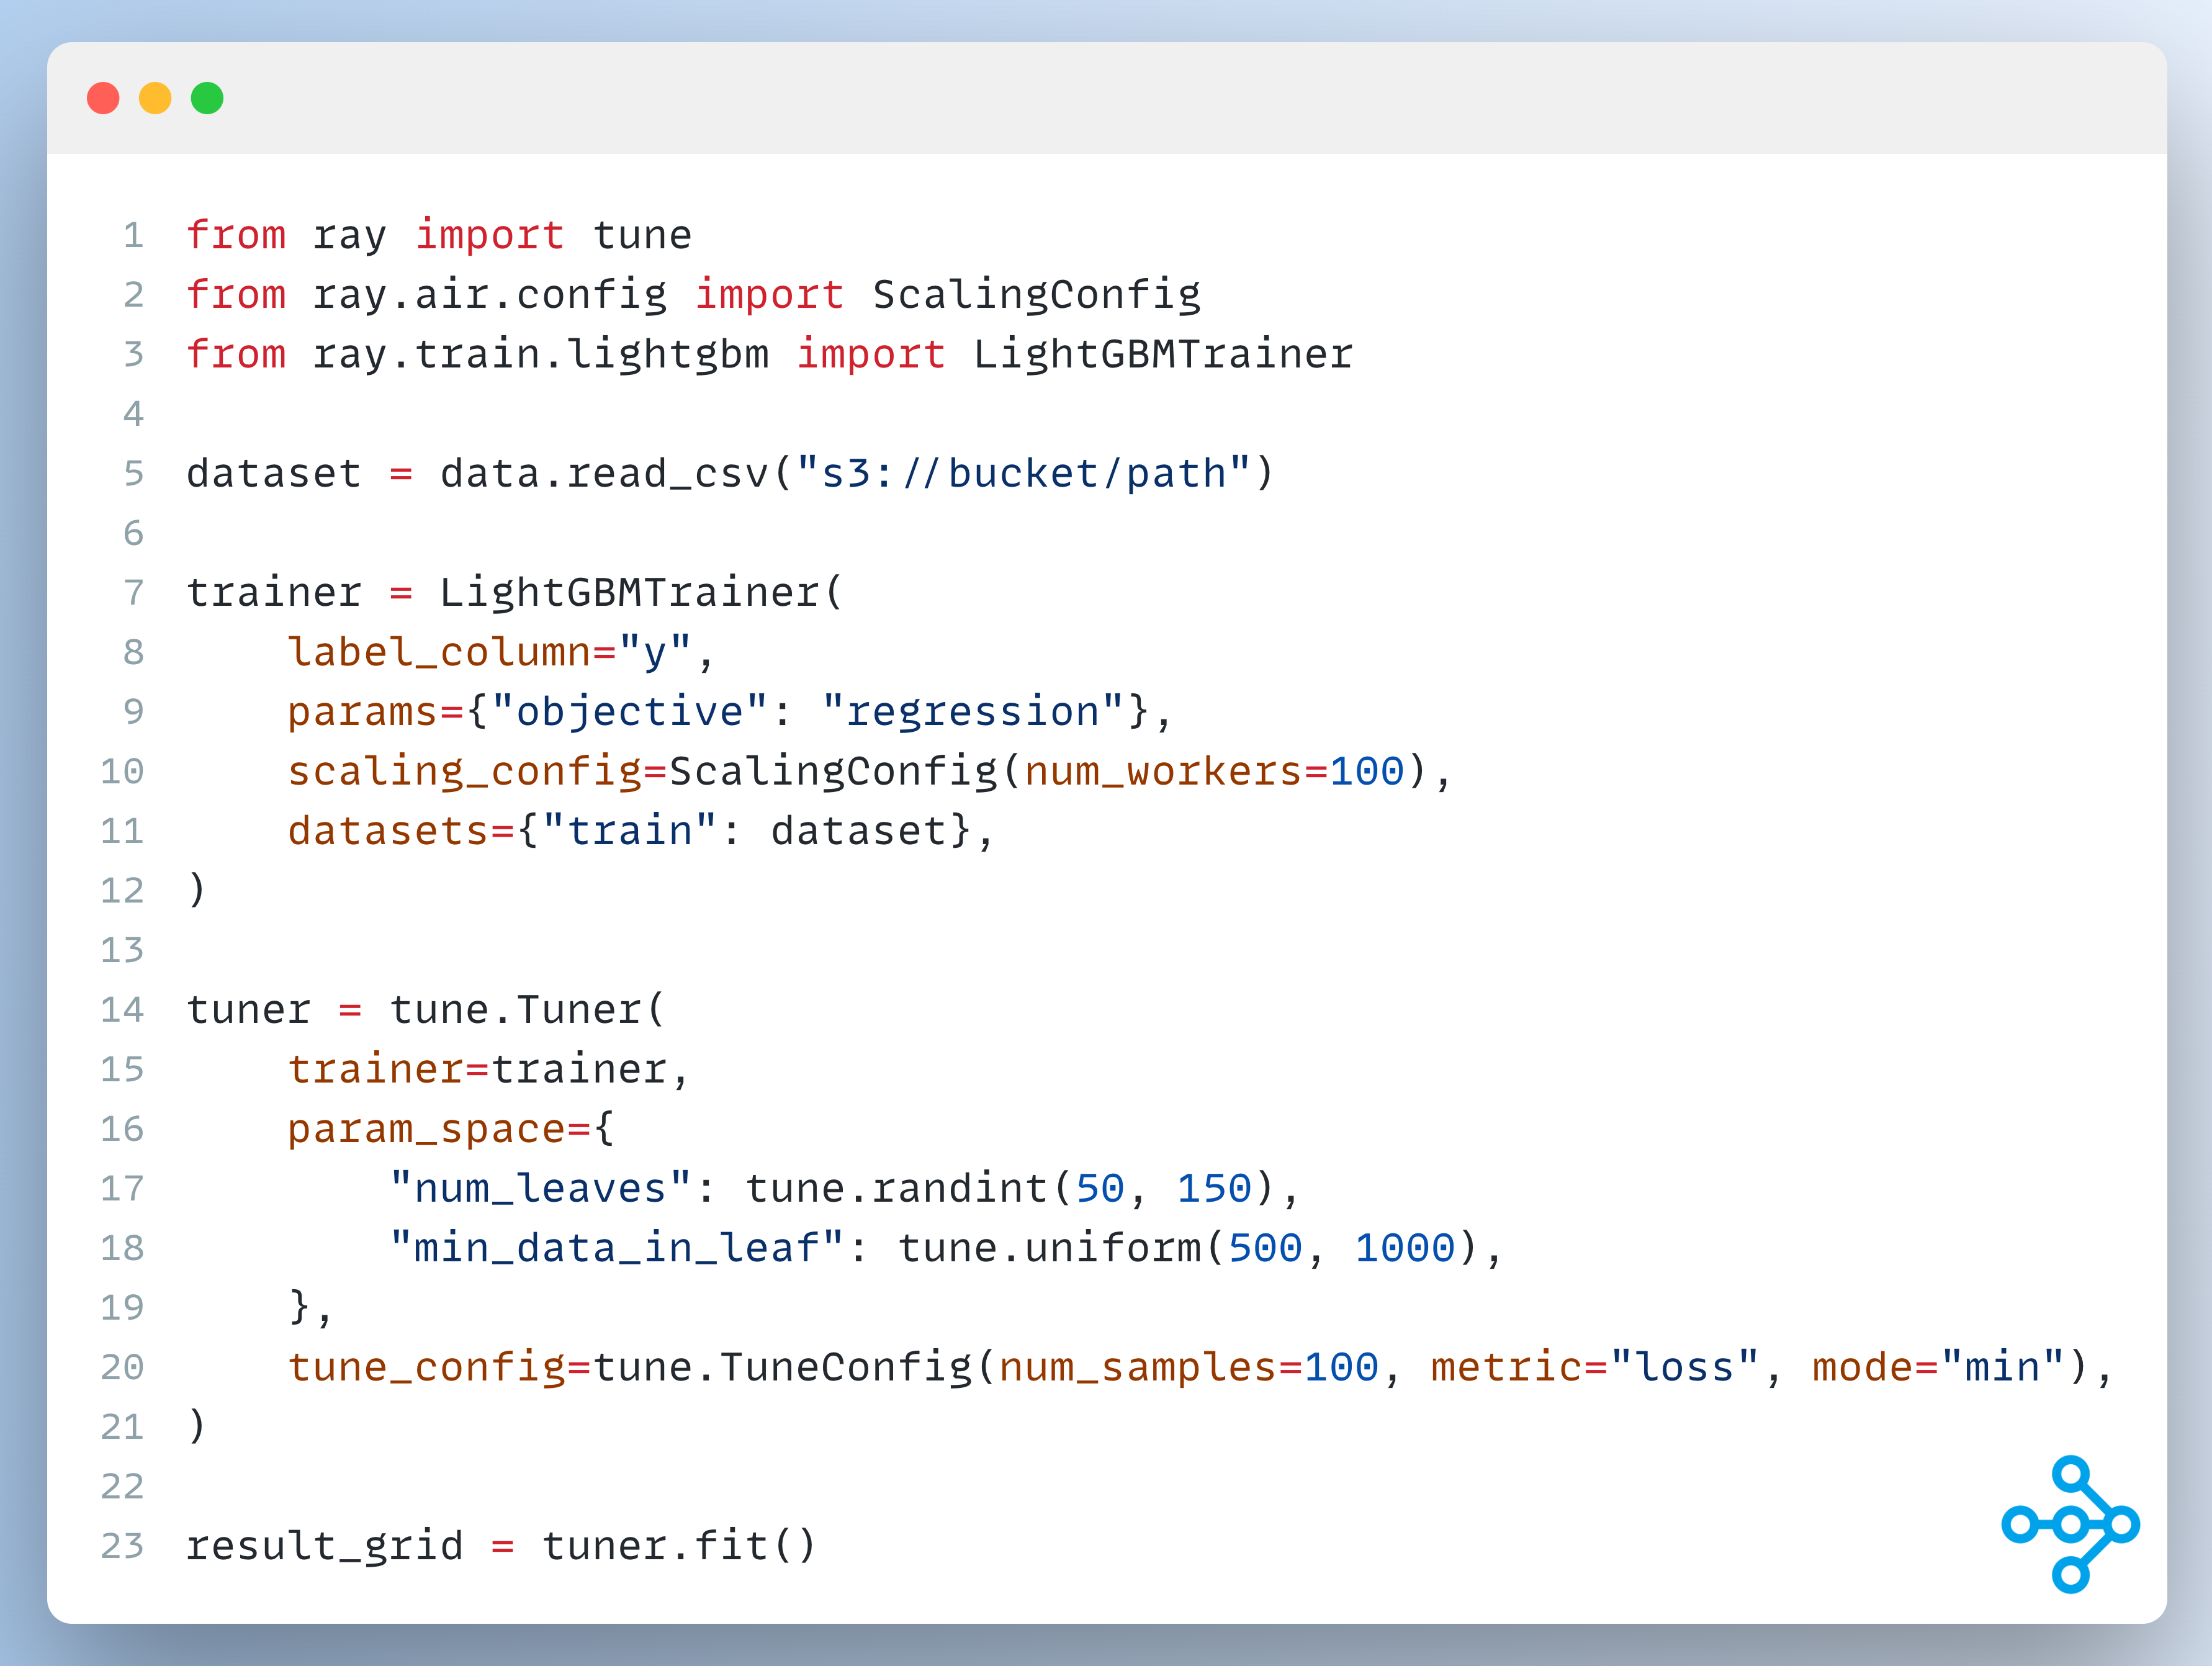 1 from ray import tune
2 from ray.air.config import ScalingConfig
3 from ray.train.lightgbm import LightGBMTrainer
4
5 dataset = data.read_csv("s3://bucket/path")
6
7 trainer = LightGBMTrainer(
8     label_column="y",
9     params={"objective": "regression"},
10     scaling_config=ScalingConfig(num_workers=100),
11     datasets={"train": dataset},
12 )
13
14 tuner = tune.Tuner(
15     trainer=trainer,
16     param_space={
17         "num_leaves": tune.randint(50, 150),
18         "min_data_in_leaf": tune.uniform(500, 1000),
19     },
20     tune_config=tune.TuneConfig(num_samples=100, metric="loss", mode="min"),
21 )
22
23 result_grid = tuner.fit()